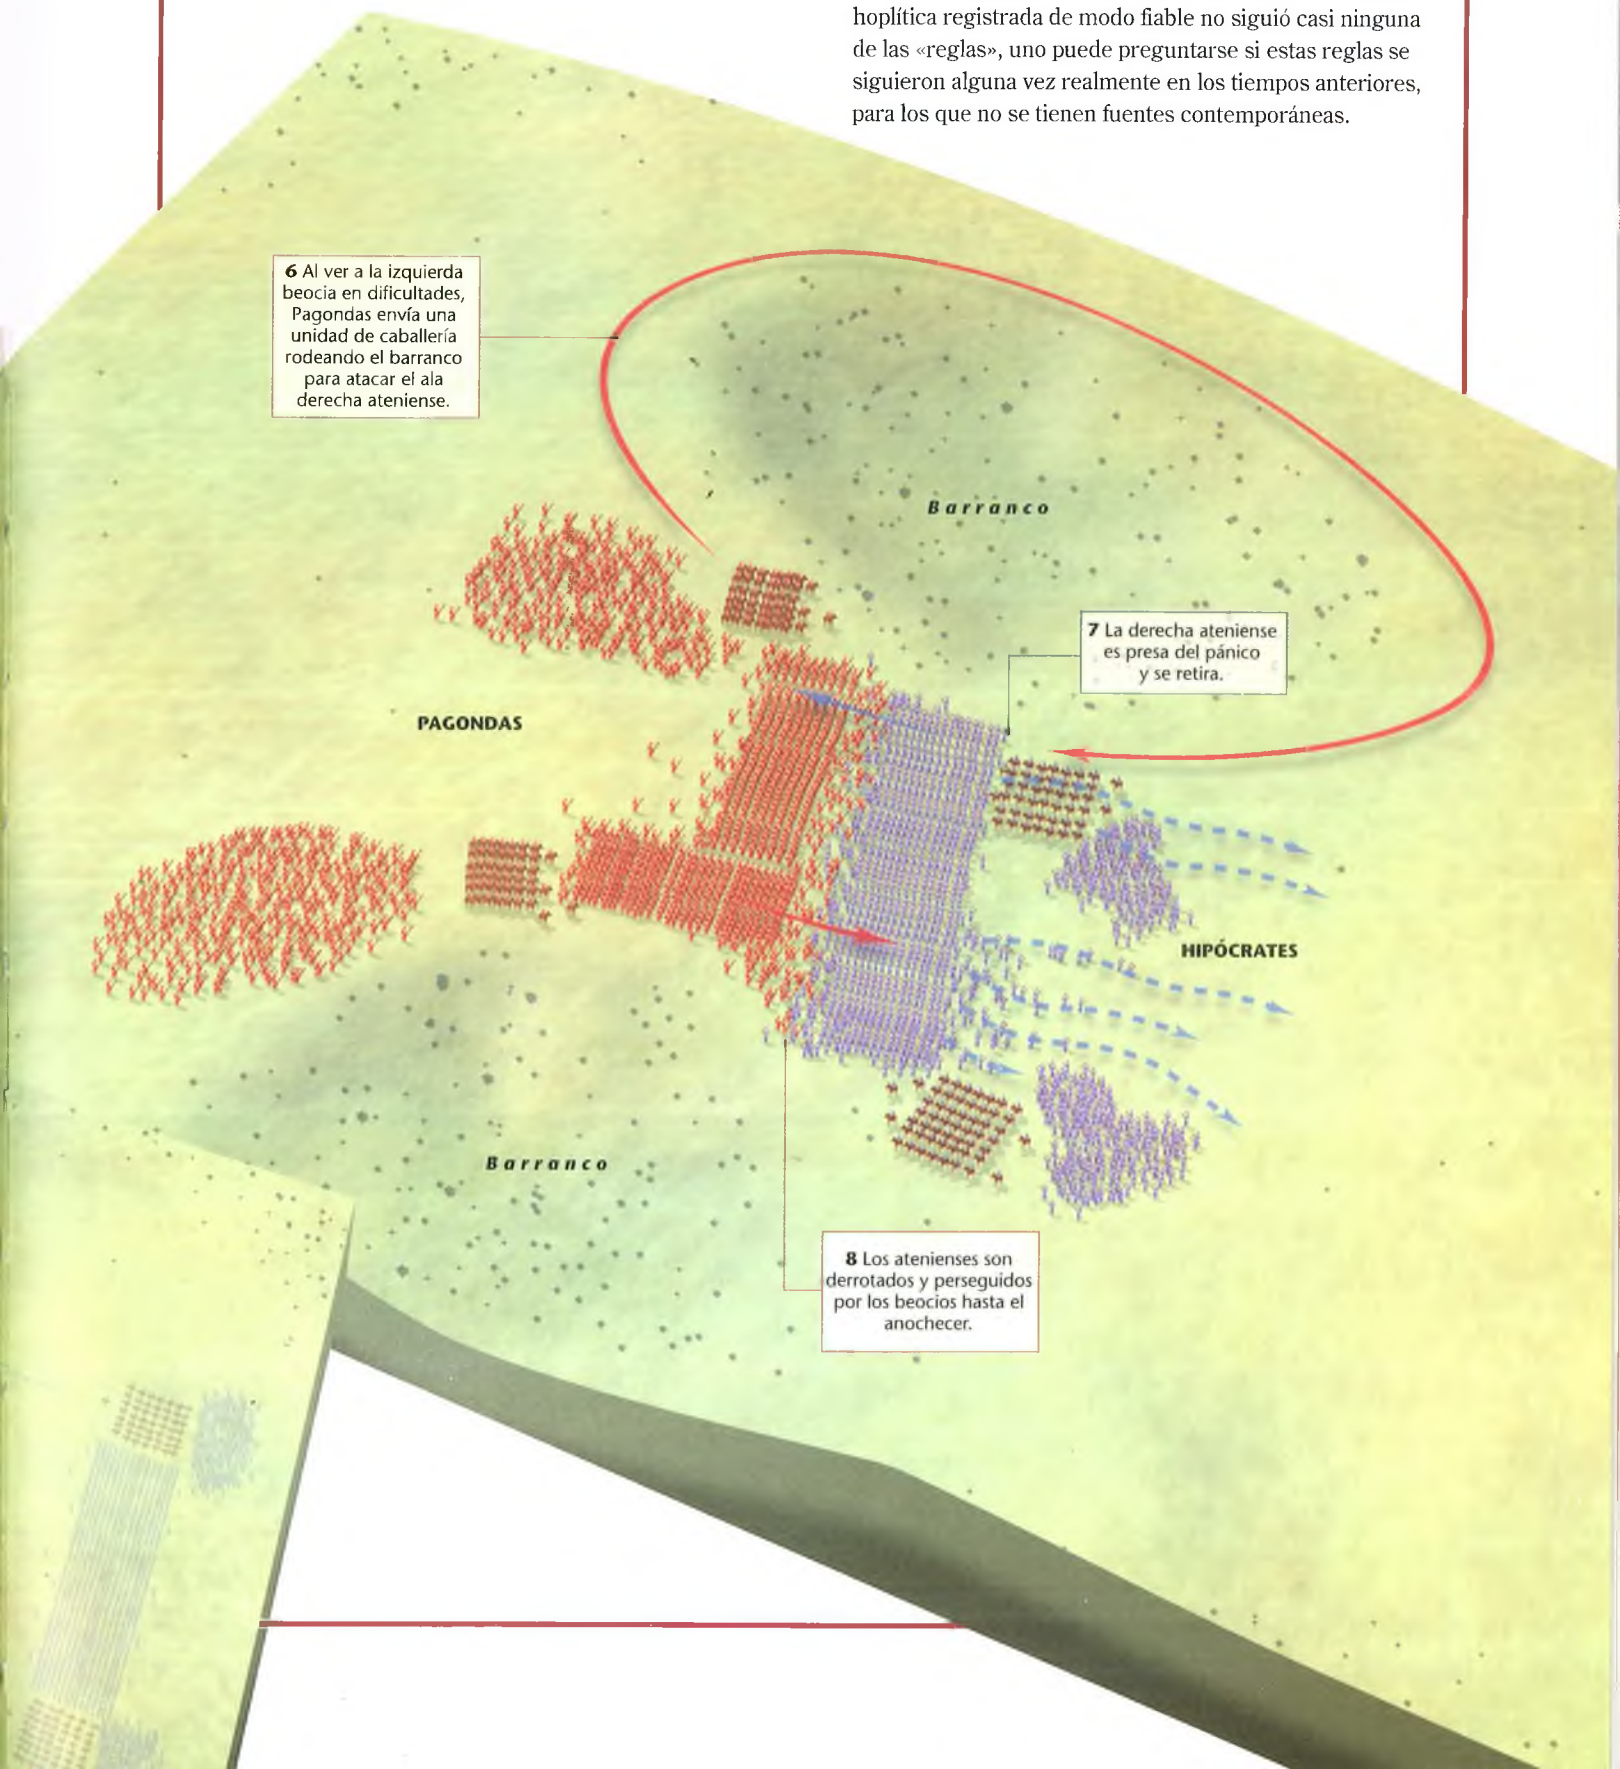 hoplítica registrada de modo fiable no siguió casi ninguna
de las «reglas», uno puede preguntarse si estas reglas se
siguieron alguna vez realmente en los tiempos anteriores,
para los que no se tienen fuentes contemporáneas.
6 Al ver a la izquierda
beocia en dificultades,
Pagondas envía una
unidad de caballería
rodeando el barranco
para atacar el ala
derecha ateniense.
Barranco
7 La derecha ateniense
es presa del pánico
y se retira.
PAGONDAS
HIPÓCRATES
Barranco
8 Los atenienses son
derrotados y perseguidos
por los beocios hasta el
anochecer.